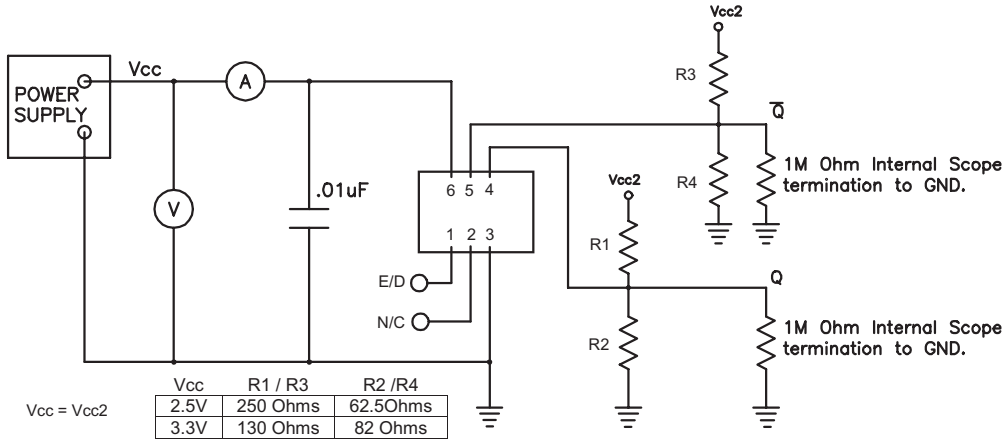 Vcc2
R3
Vcc
A
POWER
SUPPLY
Q̅
1M Ohm Internal Scope
termination to GND.
R4
Vcc2
.01uF
6 5 4
V
1 2 3
R1
E/D
Q
N/C
1M Ohm Internal Scope
termination to GND.
R2
Vcc R1 / R3 R2 /R4
Vcc = Vcc2
2.5V 250 Ohms 62.5Ohms
3.3V 130 Ohms 82 Ohms